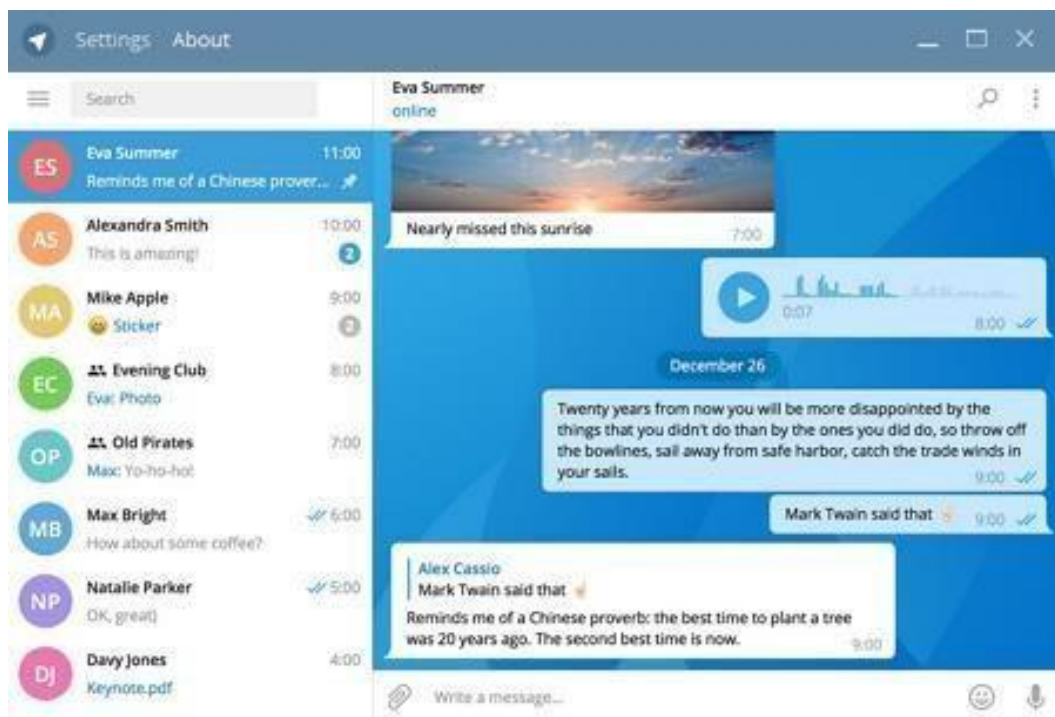 Settings About
Search
Eva Summer
online
ES
Eva Summer 11:00
Reminds me of a Chinese prover...
AS
Alexandra Smith 10:00
This is amazing! 2
MA
Mike Apple 9:00
Sticker 2
EC
Evening Club 8:00
Eva: Photo
OP
Old Pirates 7:00
Max: Yo-ho-ho!
MB
Max Bright 6:00
How about some coffee?
NP
Natalie Parker 5:00
OK, great)
DJ
Davy Jones 4:00
Keynote.pdf
Nearly missed this sunrise 7:00
0:07
8:00
December 26
Twenty years from now you will be more disappointed by the
things that you didn't do than by the ones you did do, so throw off
the bowlines, sail away from safe harbor, catch the trade winds in
your sails. 9:00
Mark Twain said that ☝ 9:00
Alex Cassio
Mark Twain said that ☝
Reminds me of a Chinese proverb: the best time to plant a tree
was 20 years ago. The second best time is now. 9:00
Write a message...